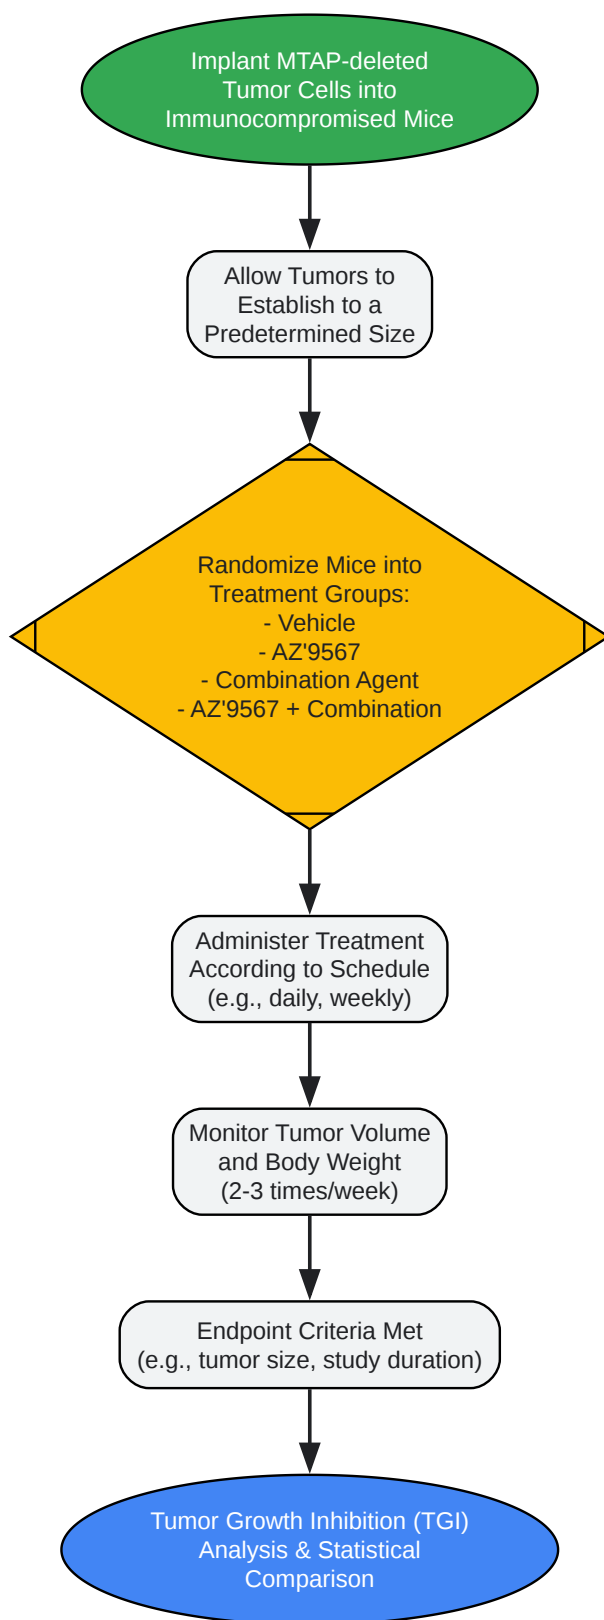 Implant MTAP-deleted
Tumor Cells into
Immunocompromised Mice
Allow Tumors to
Establish to a
Predetermined Size
Randomize Mice into
Treatment Groups:
- Vehicle
- AZ'9567
- Combination Agent
- AZ'9567 + Combination
Administer Treatment
According to Schedule
(e.g., daily, weekly)
Monitor Tumor Volume
and Body Weight
(2-3 times/week)
Endpoint Criteria Met
(e.g., tumor size, study duration)
Tumor Growth Inhibition (TGI)
Analysis & Statistical
Comparison